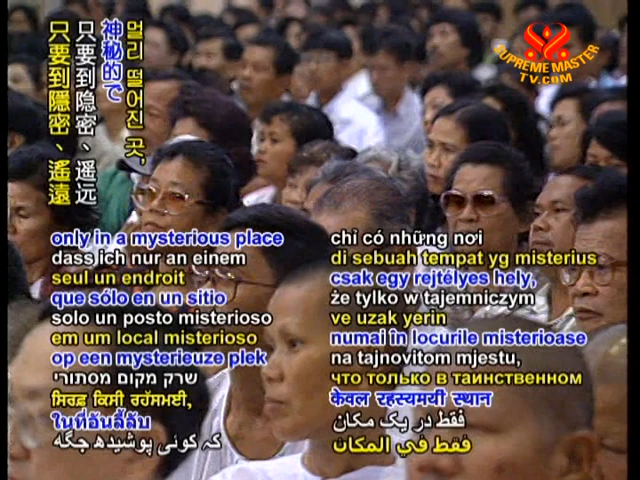 SUPREME MASTER
TV.COM
멀리 떨어진 곳,
神秘的で
只要到隐密、遥远
只要到隱密、遙遠
only in a mysterious place
dass ich nur an einem
seul un endroit
que sólo en un sitio
solo un posto misterioso
em um local misterioso
op een mysterieuze plek
שרק מקום מסתורי
ਸਿਰਫ਼ ਕਿਸੀ ਰਹੱਸਮਈ,
ในที่อันลี้ลับ
کہ کوئی پوشیدہ جگہ
chỉ có những nơi
di sebuah tempat yg misterius
csak egy rejtélyes hely,
że tylko w tajemniczym
ve uzak yerin
numai în locurile misterioase
na tajnovitom mjestu,
что только в таинственном
केवल रहस्यमयी स्थान
فقط در یک مکان
فقط في المكان